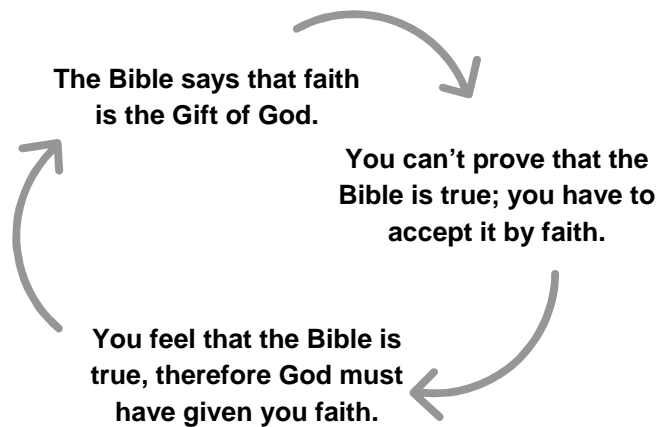 The Bible says that faith
is the Gift of God.
You can’t prove that the
Bible is true; you have to
accept it by faith.
You feel that the Bible is
true, therefore God must
have given you faith.